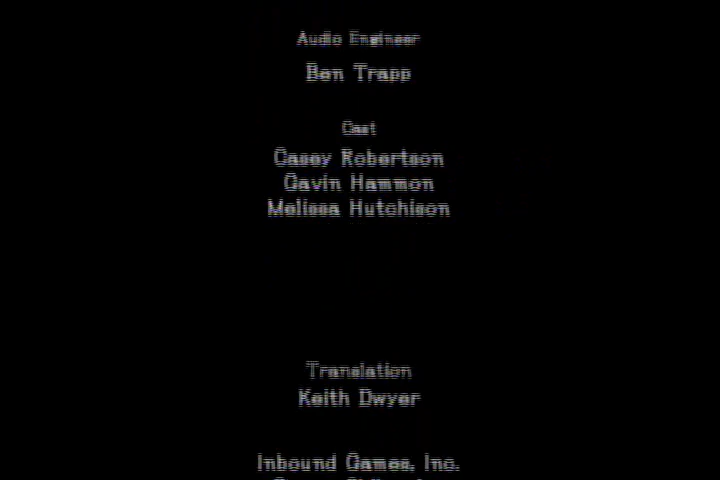 Audio Engineer
Ben Trapp
Cast
Casey Robertson
Gavin Hammon
Melissa Hutchison
Translation
Keith Dwyer
Inbound Games, Inc.